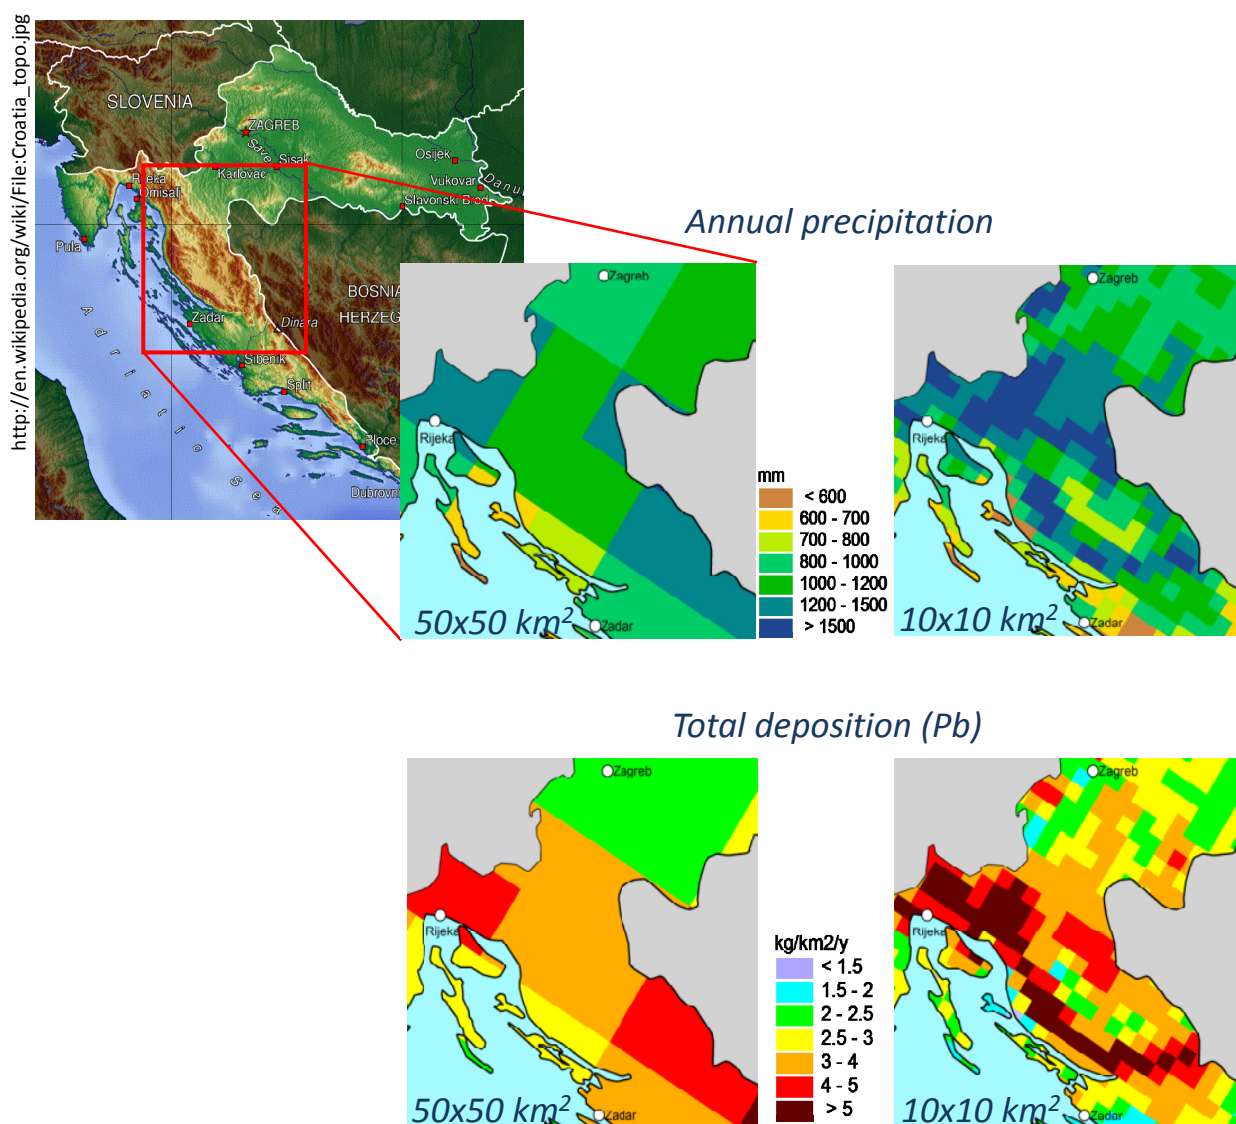 http://en.wikipedia.org/wiki/File:Croatia_topo.jpg
SLOVENIA
ZAGREB
Save
Sisak
Karlovac
Rijeka
Omisalj
Osijek
Vukovar
Danu
Slavonski Brod
Pula
BOSNIA
HERZEG
Zadar
Dinara
Sibenik
Split
Ploce
Dubrovn
Adriatic Sea
Annual precipitation
Zagreb
Rijeka
Zadar
50x50 km²
mm
< 600
600 - 700
700 - 800
800 - 1000
1000 - 1200
1200 - 1500
> 1500
Zagreb
Rijeka
Zadar
10x10 km²
Total deposition (Pb)
Zagreb
Rijeka
Zadar
50x50 km²
kg/km2/y
< 1.5
1.5 - 2
2 - 2.5
2.5 - 3
3 - 4
4 - 5
> 5
Zagreb
Rijeka
Zadar
10x10 km²